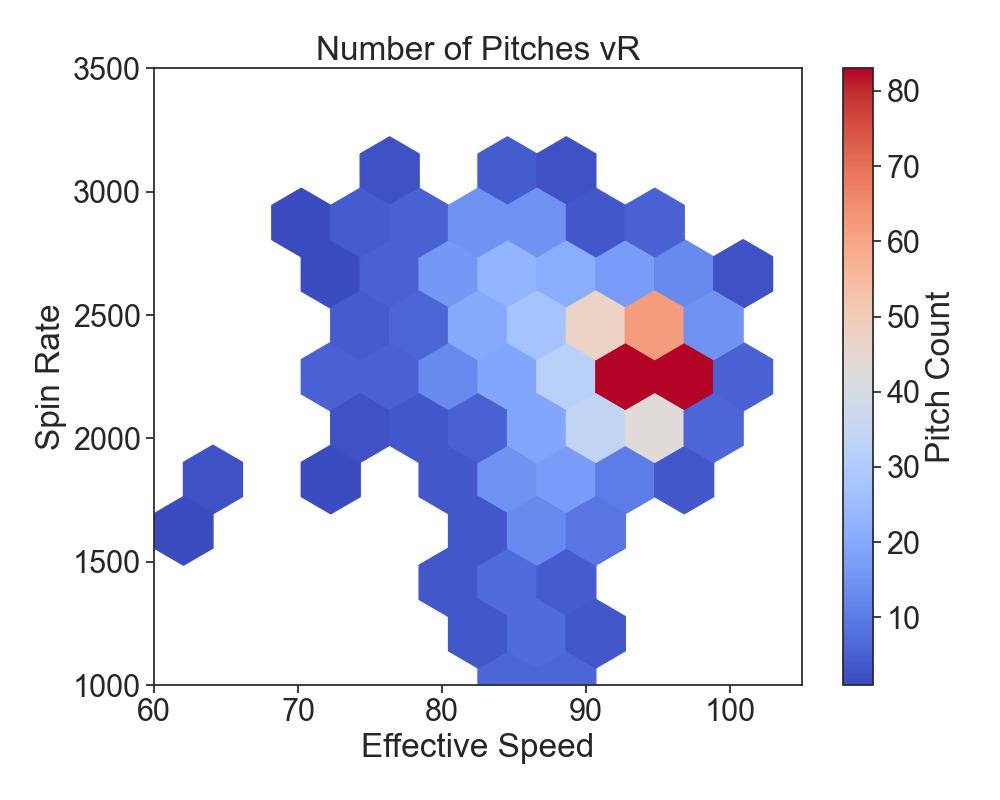 Number of Pitches vR
3500
3000
2500
2000
1500
1000
Spin Rate
60 70 80 90 100
Effective Speed
80
70
60
50
40
30
20
10
Pitch Count